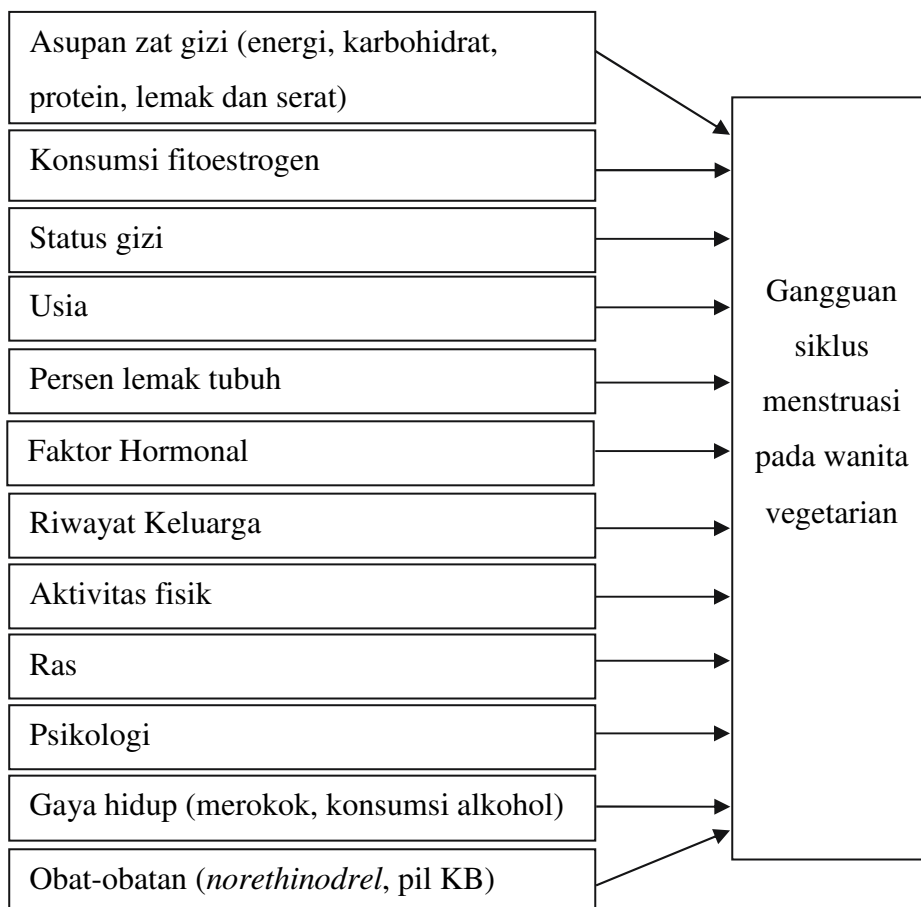 Asupan zat gizi (energi, karbohidrat,
protein, lemak dan serat)
Konsumsi fitoestrogen
Status gizi
Usia
Persen lemak tubuh
Faktor Hormonal
Riwayat Keluarga
Aktivitas fisik
Ras
Psikologi
Gaya hidup (merokok, konsumsi alkohol)
Obat-obatan (norethinodrel, pil KB)
Gangguan
siklus
menstruasi
pada wanita
vegetarian